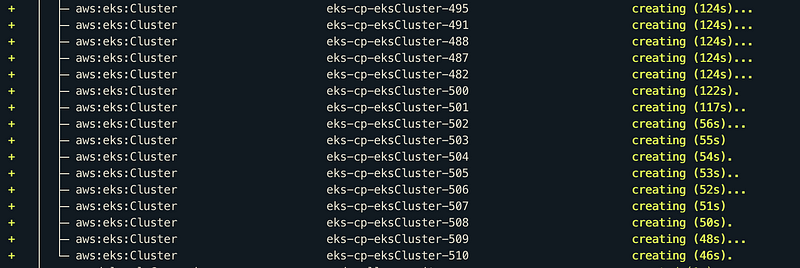 + aws:eks:Cluster eks-cp-eksCluster-495 creating (124s)...
+ aws:eks:Cluster eks-cp-eksCluster-491 creating (124s)...
+ aws:eks:Cluster eks-cp-eksCluster-488 creating (124s)...
+ aws:eks:Cluster eks-cp-eksCluster-487 creating (124s)...
+ aws:eks:Cluster eks-cp-eksCluster-482 creating (124s)...
+ aws:eks:Cluster eks-cp-eksCluster-500 creating (122s).
+ aws:eks:Cluster eks-cp-eksCluster-501 creating (117s)..
+ aws:eks:Cluster eks-cp-eksCluster-502 creating (56s)...
+ aws:eks:Cluster eks-cp-eksCluster-503 creating (55s)
+ aws:eks:Cluster eks-cp-eksCluster-504 creating (54s).
+ aws:eks:Cluster eks-cp-eksCluster-505 creating (53s)..
+ aws:eks:Cluster eks-cp-eksCluster-506 creating (52s)...
+ aws:eks:Cluster eks-cp-eksCluster-507 creating (51s)
+ aws:eks:Cluster eks-cp-eksCluster-508 creating (50s).
+ aws:eks:Cluster eks-cp-eksCluster-509 creating (48s)...
+ aws:eks:Cluster eks-cp-eksCluster-510 creating (46s).